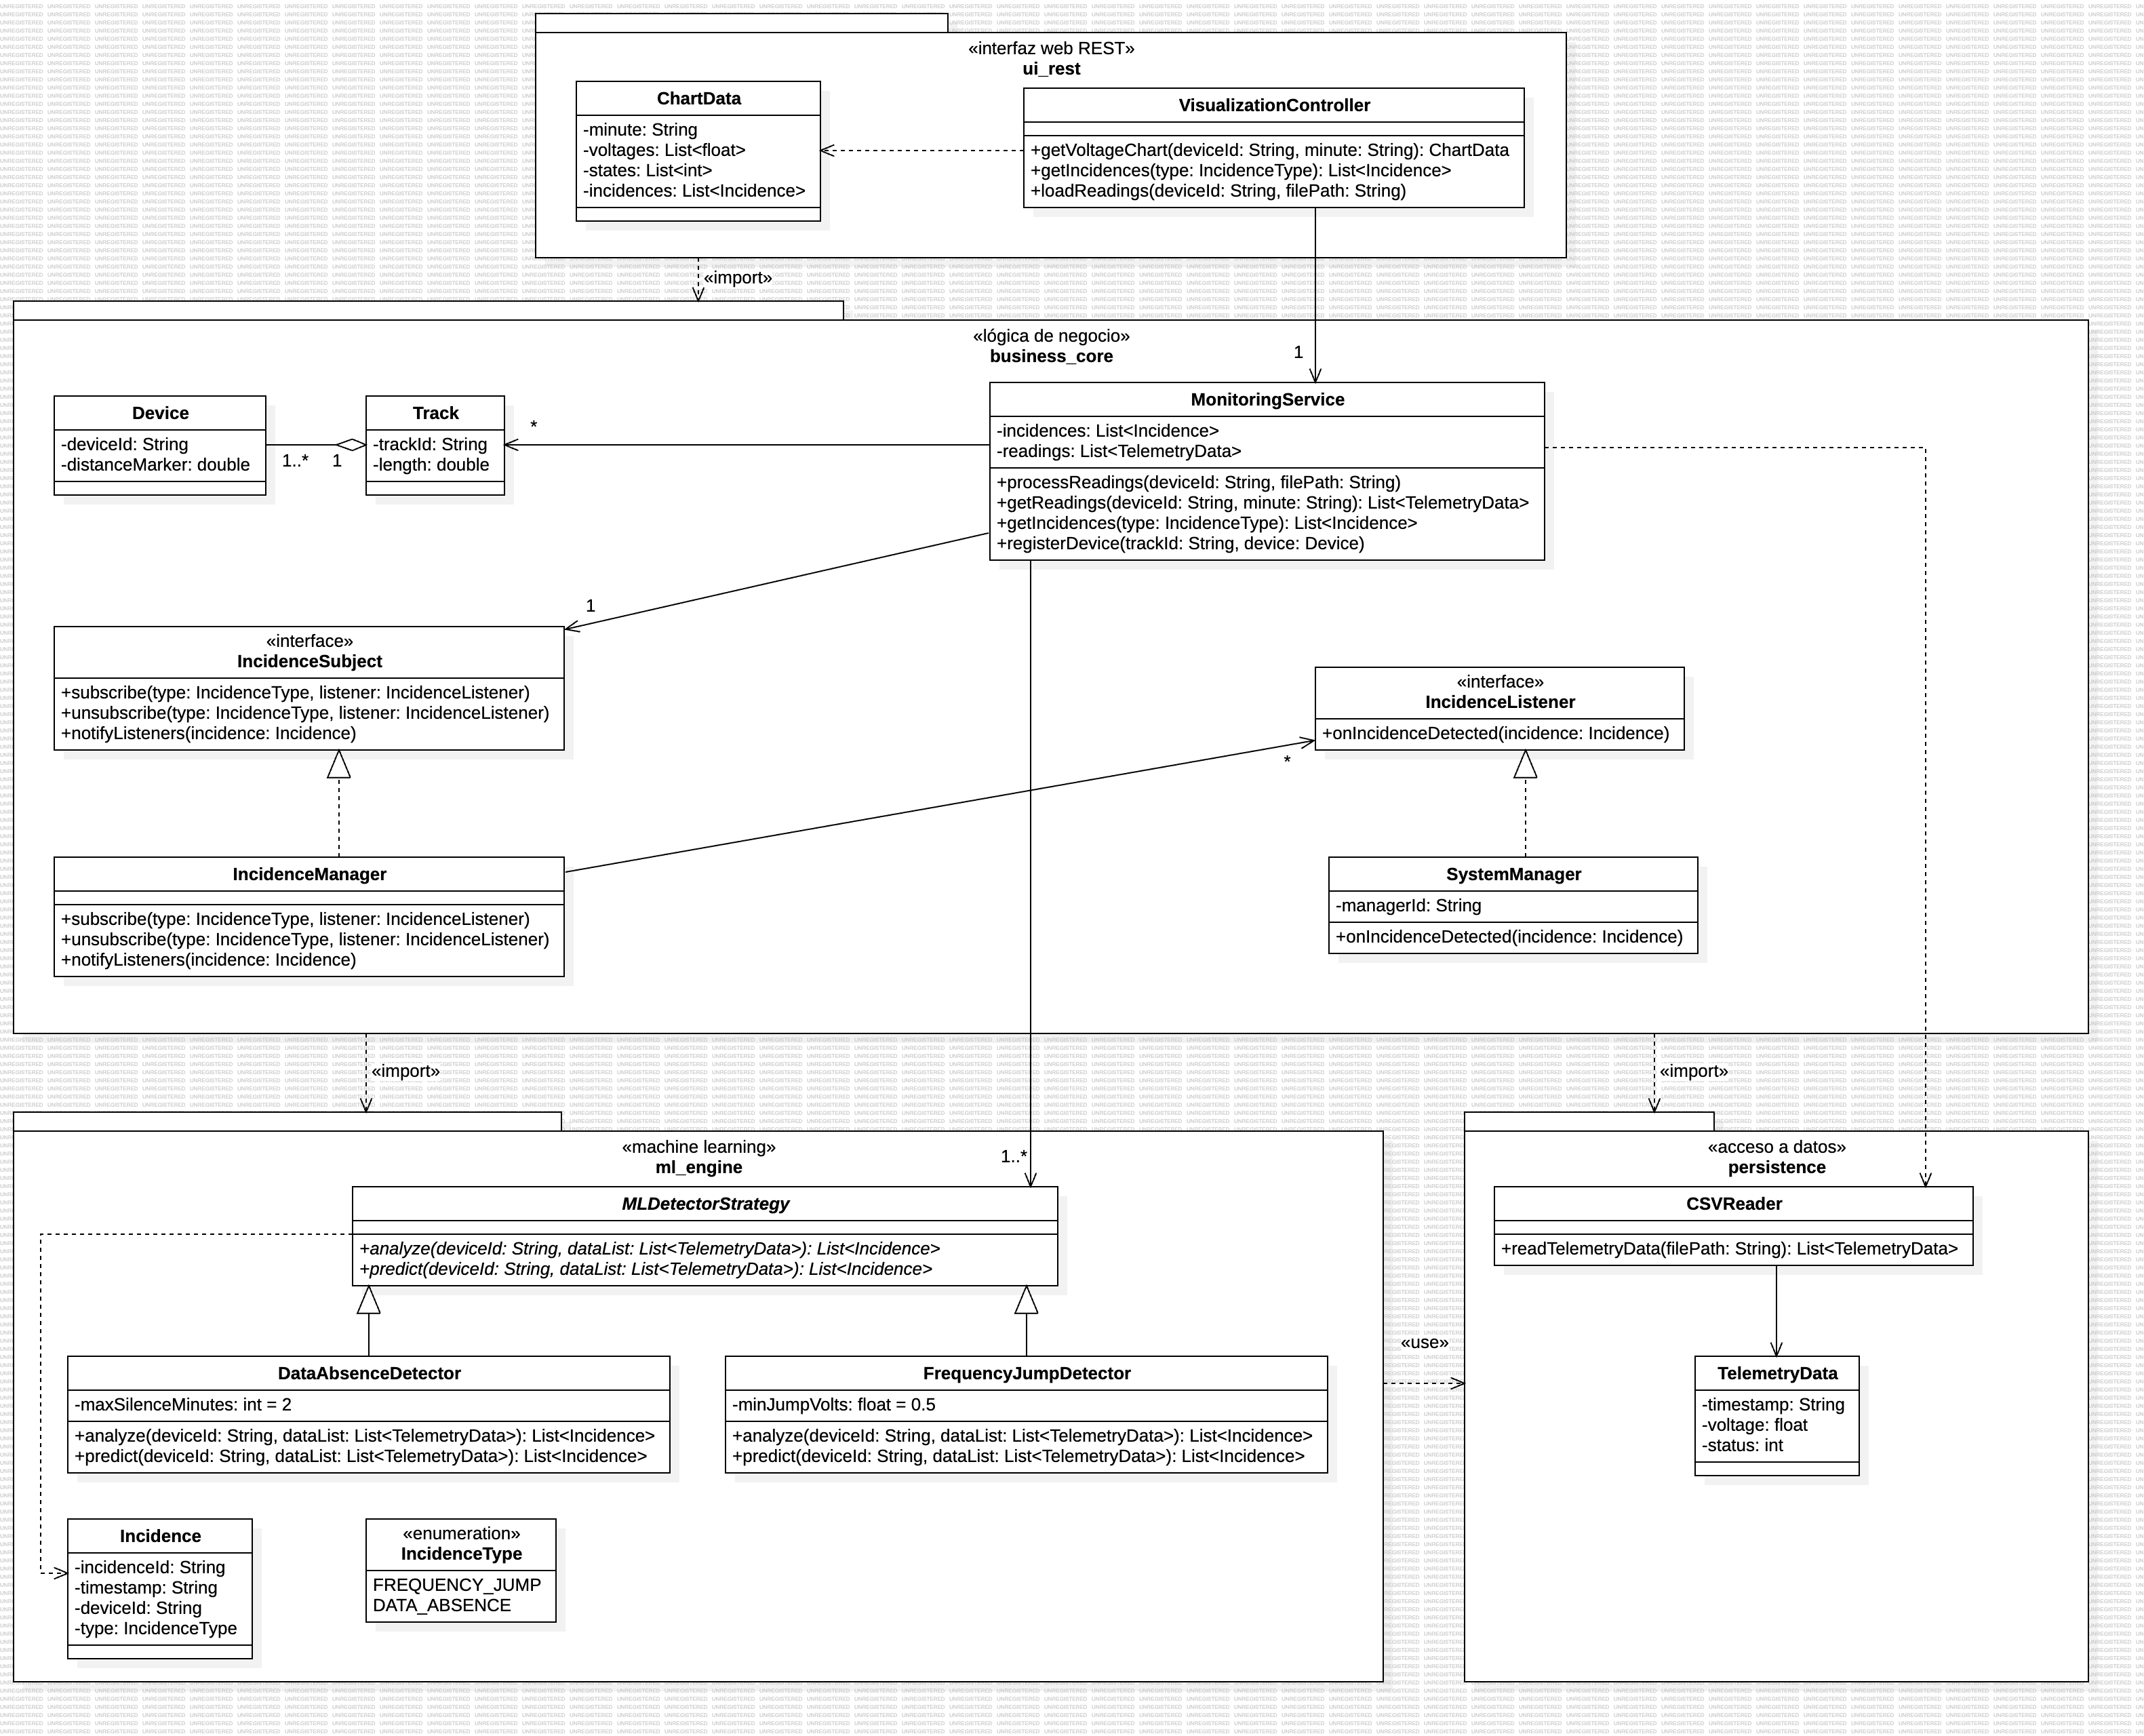 «interfaz web REST»
ui_rest
ChartData
-minute: String
-voltages: List<float>
-states: List<int>
-incidences: List<Incidence>
VisualizationController
+getVoltageChart(deviceId: String, minute: String): ChartData
+getIncidences(type: IncidenceType): List<Incidence>
+loadReadings(deviceId: String, filePath: String)
«import»
«lógica de negocio»
business_core
1
Device
-deviceId: String
-distanceMarker: double
1..*
1
Track
-trackId: String
-length: double
*
MonitoringService
-incidences: List<Incidence>
-readings: List<TelemetryData>
+processReadings(deviceId: String, filePath: String)
+getReadings(deviceId: String, minute: String): List<TelemetryData>
+getIncidences(type: IncidenceType): List<Incidence>
+registerDevice(trackId: String, device: Device)
1
«interface»
IncidenceSubject
+subscribe(type: IncidenceType, listener: IncidenceListener)
+unsubscribe(type: IncidenceType, listener: IncidenceListener)
+notifyListeners(incidence: Incidence)
«interface»
IncidenceListener
+onIncidenceDetected(incidence: Incidence)
*
IncidenceManager
+subscribe(type: IncidenceType, listener: IncidenceListener)
+unsubscribe(type: IncidenceType, listener: IncidenceListener)
+notifyListeners(incidence: Incidence)
SystemManager
-managerId: String
+onIncidenceDetected(incidence: Incidence)
«import»
«import»
«machine learning»
ml_engine
1..*
MLDetectorStrategy
+analyze(deviceId: String, dataList: List<TelemetryData>): List<Incidence>
+predict(deviceId: String, dataList: List<TelemetryData>): List<Incidence>
DataAbsenceDetector
-maxSilenceMinutes: int = 2
+analyze(deviceId: String, dataList: List<TelemetryData>): List<Incidence>
+predict(deviceId: String, dataList: List<TelemetryData>): List<Incidence>
FrequencyJumpDetector
-minJumpVolts: float = 0.5
+analyze(deviceId: String, dataList: List<TelemetryData>): List<Incidence>
+predict(deviceId: String, dataList: List<TelemetryData>): List<Incidence>
Incidence
-incidenceId: String
-timestamp: String
-deviceId: String
-type: IncidenceType
«enumeration»
IncidenceType
FREQUENCY_JUMP
DATA_ABSENCE
«use»
«acceso a datos»
persistence
CSVReader
+readTelemetryData(filePath: String): List<TelemetryData>
TelemetryData
-timestamp: String
-voltage: float
-status: int
UNREGISTERED